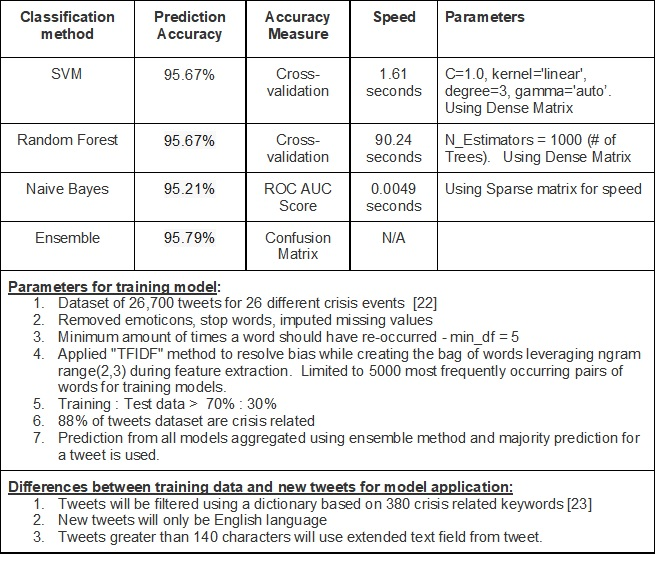 Classification method Prediction Accuracy Accuracy Measure Speed Parameters
SVM 95.67% Cross-validation 1.61 seconds C=1.0, kernel='linear', degree=3, gamma='auto'. Using Dense Matrix
Random Forest 95.67% Cross-validation 90.24 seconds N_Estimators = 1000 (# of Trees). Using Dense Matrix
Naive Bayes 95.21% ROC AUC Score 0.0049 seconds Using Sparse matrix for speed
Ensemble 95.79% Confusion Matrix N/A
Parameters for training model:
1. Dataset of 26,700 tweets for 26 different crisis events [22]
2. Removed emoticons, stop words, imputed missing values
3. Minimum amount of times a word should have re-occurred - min_df = 5
4. Applied "TFIDF" method to resolve bias while creating the bag of words leveraging ngram
range(2,3) during feature extraction. Limited to 5000 most frequently occurring pairs of
words for training models.
5. Training : Test data > 70% : 30%
6. 88% of tweets dataset are crisis related
7. Prediction from all models aggregated using ensemble method and majority prediction for
a tweet is used.
Differences between training data and new tweets for model application:
1. Tweets will be filtered using a dictionary based on 380 crisis related keywords [23]
2. New tweets will only be English language
3. Tweets greater than 140 characters will use extended text field from tweet.